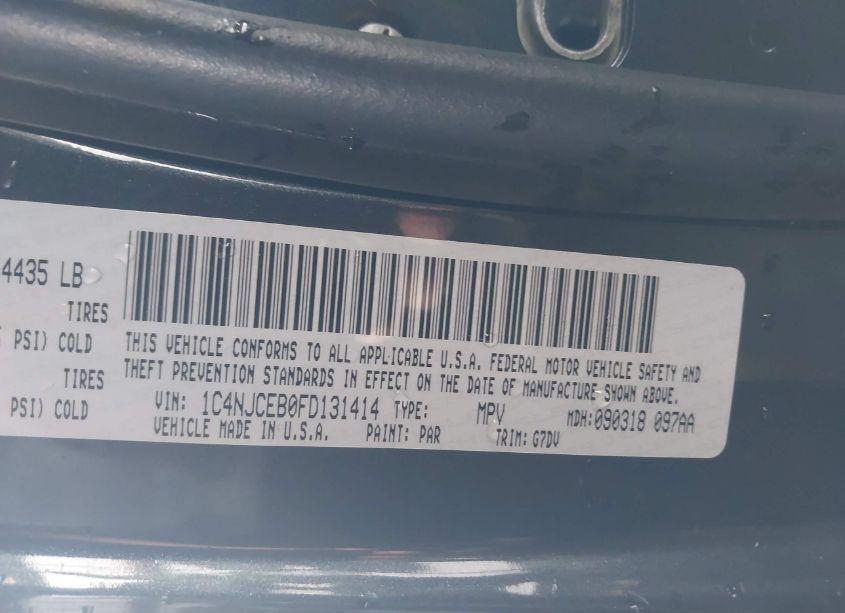 4435 LB
TIRES
PSI) COLD
TIRES
PSI) COLD
THIS VEHICLE CONFORMS TO ALL APPLICABLE U.S.A. FEDERAL MOTOR VEHICLE SAFETY AND
THEFT PREVENTION STANDARDS IN EFFECT ON THE DATE OF MANUFACTURE SHOWN ABOVE.
VIN: 1C4NJCEB0FD131414 TYPE: MPV MDH:090318 097AA
VEHICLE MADE IN U.S.A. PAINT: PAR TRIM: G7DV